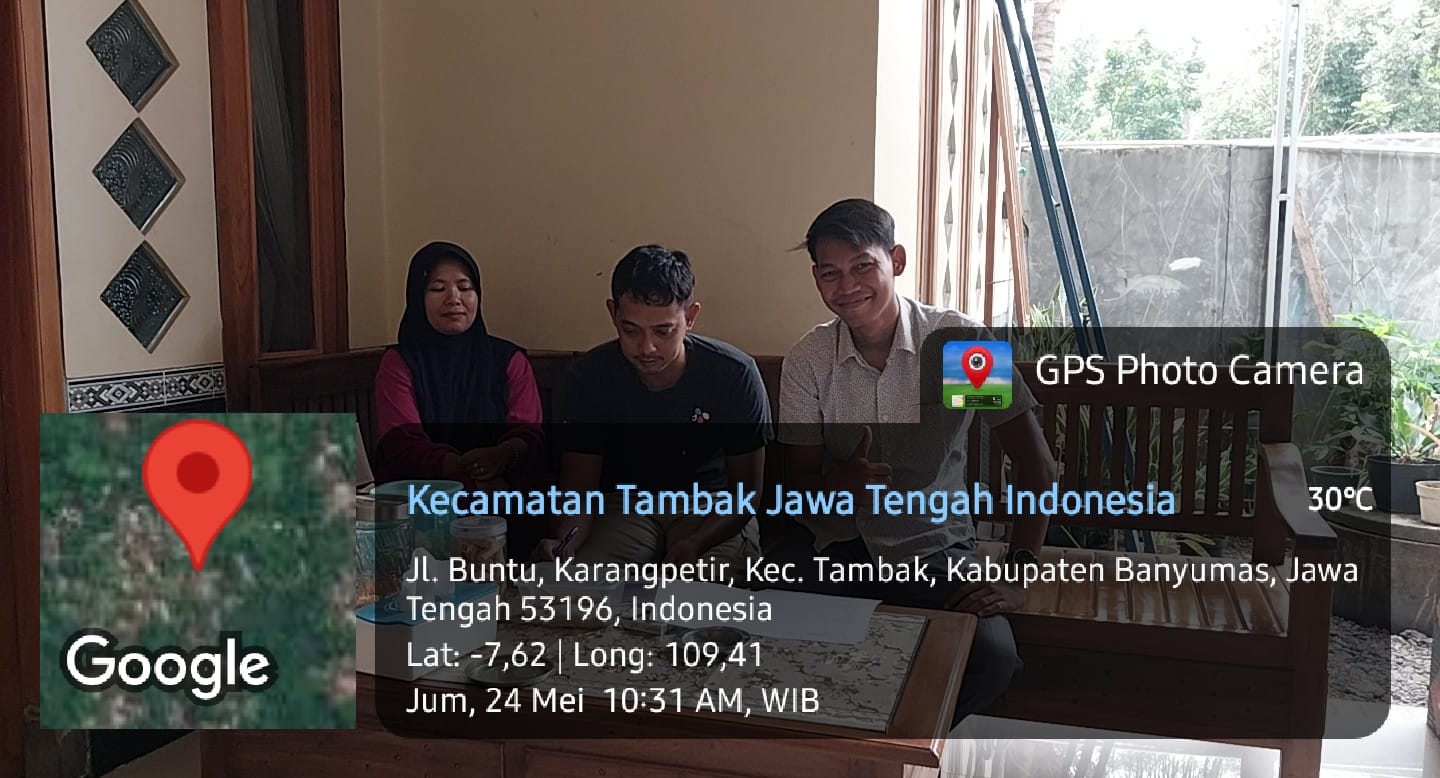 GPS Photo Camera
Kecamatan Tambak Jawa Tengah Indonesia
30°C
Jl. Buntu, Karangpetir, Kec. Tambak, Kabupaten Banyumas, Jawa
Tengah 53196, Indonesia
Lat: -7,62 | Long: 109,41
Jum, 24 Mei 10:31 AM, WIB
Google